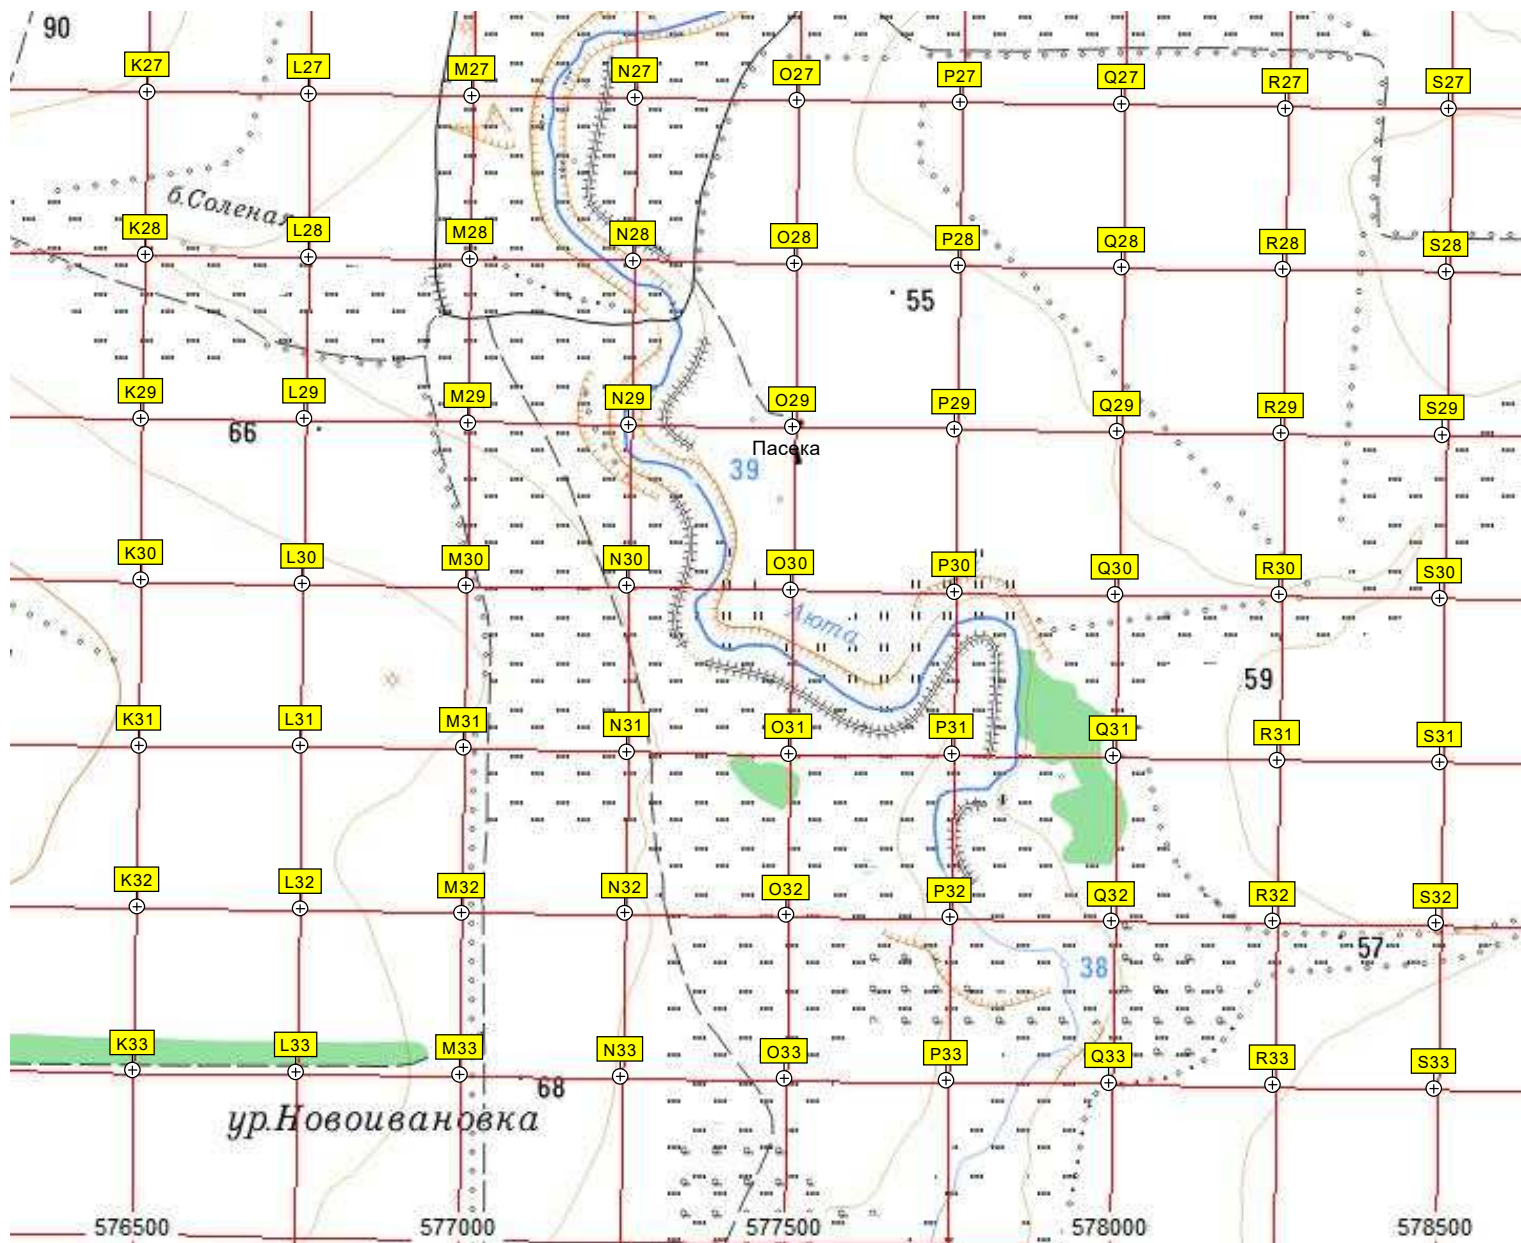 90
K27 L27 M27 N27 O27 P27 Q27 R27 S27
б.Соленая
K28 L28 M28 N28 O28 P28 Q28 R28 S28
55
K29 L29 M29 N29 O29 P29 Q29 R29 S29
66
Пасека
39
K30 L30 M30 N30 O30 P30 Q30 R30 S30
Люта
59
K31 L31 M31 N31 O31 P31 Q31 R31 S31
K32 L32 M32 N32 O32 P32 Q32 R32 S32
57
38
K33 L33 M33 N33 O33 P33 Q33 R33 S33
68
ур.Новоивановка
576500 577000 577500 578000 578500